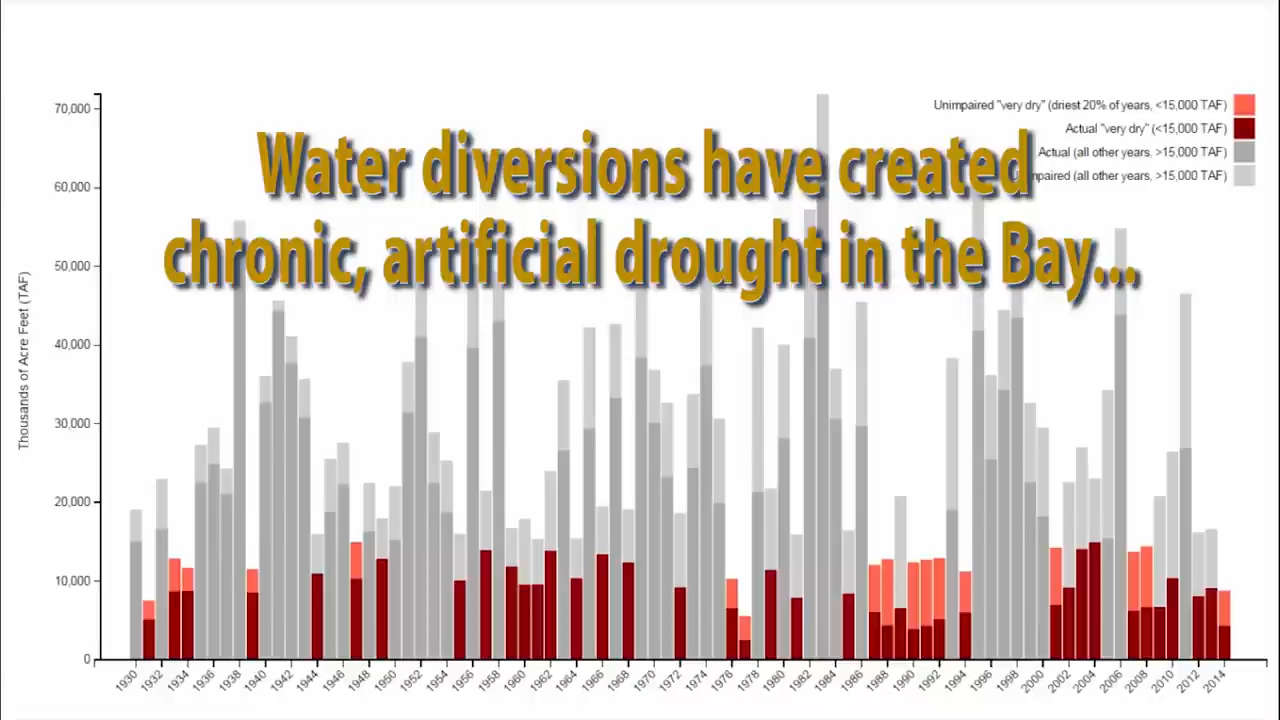 70,000
60,000
50,000
40,000
30,000
20,000
10,000
0
Thousands of Acre Feet (TAF)
Unimpaired "very dry" (driest 20% of years, <15,000 TAF)
Actual "very dry" (<15,000 TAF)
Actual (all other years, >15,000 TAF)
(all other years, >15,000 TAF)
Water diversions have created
chronic, artificial drought in the Bay...
1930 1932 1934 1936 1938 1940 1942 1944 1946 1948 1950 1952 1954 1956 1958 1960 1962 1964 1966 1968 1970 1972 1974 1976 1978 1980 1982 1984 1986 1988 1990 1992 1994 1996 1998 2000 2002 2004 2006 2008 2010 2012 2014